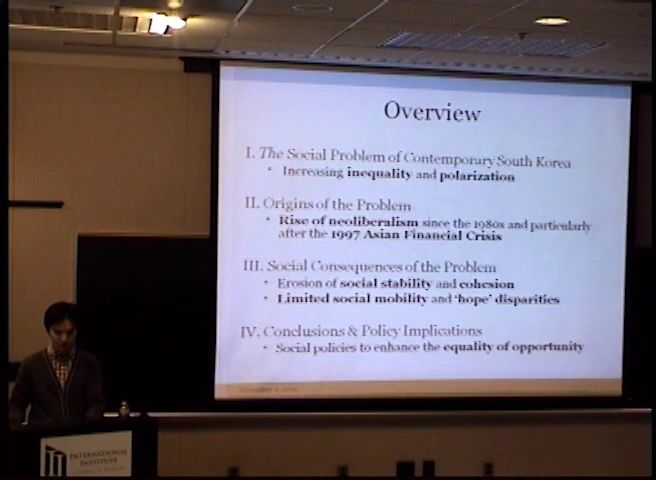 Overview
I. The Social Problem of Contemporary South Korea
• Increasing inequality and polarization
II. Origins of the Problem
• Rise of neoliberalism since the 1980s and particularly
after the 1997 Asian Financial Crisis
III. Social Consequences of the Problem
• Erosion of social stability and cohesion
• Limited social mobility and 'hope' disparities
IV. Conclusions & Policy Implications
• Social policies to enhance the equality of opportunity
INTERNATIONAL
INSTITUTE